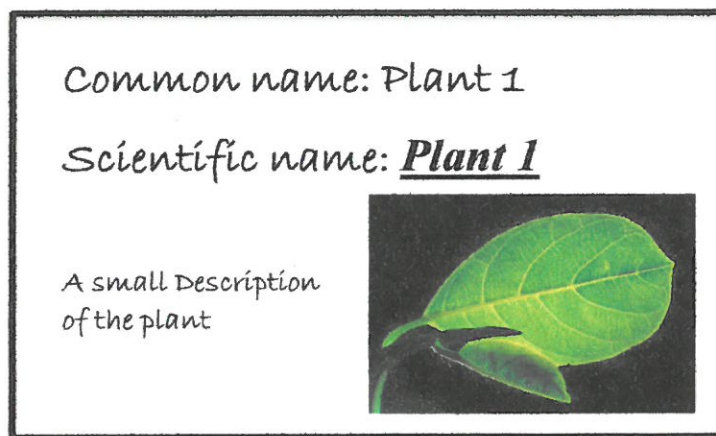 Common name: Plant 1
Scientific name: Plant 1
A small Description
of the plant